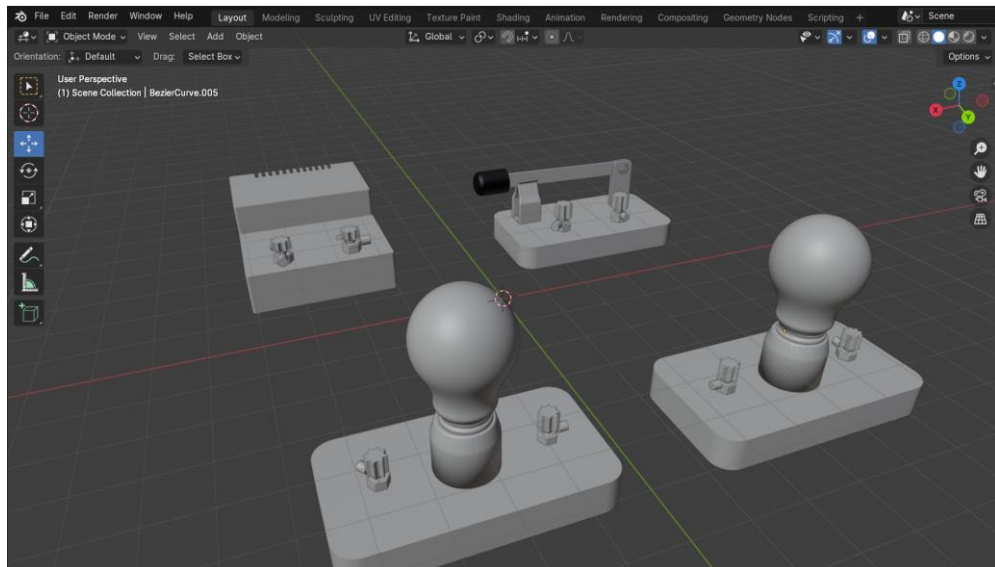 File Edit Render Window Help Layout Modeling Sculpting UV Editing Texture Paint Shading Animation Rendering Compositing Geometry Nodes Scripting + Scene
Object Mode View Select Add Object Global
Orientation: Default Drag: Select Box Options
User Perspective
(1) Scene Collection | BezierCurve.005
Z
X
Y